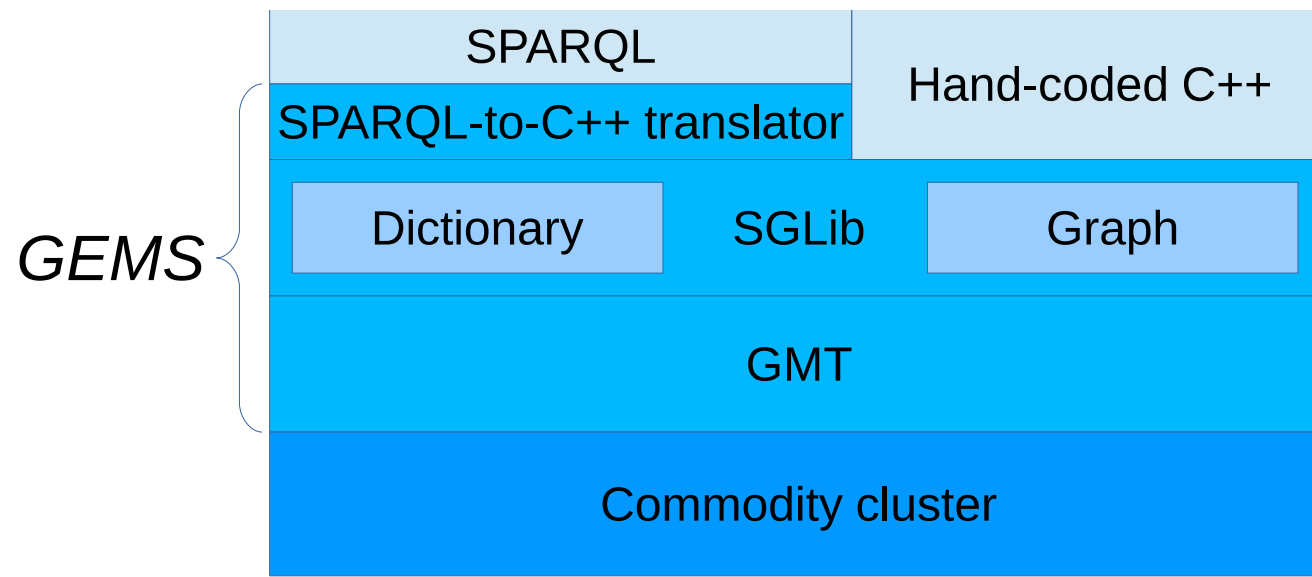 SPARQL
Hand-coded C++
SPARQL-to-C++ translator
Dictionary
SGLib
Graph
GEMS
GMT
Commodity cluster